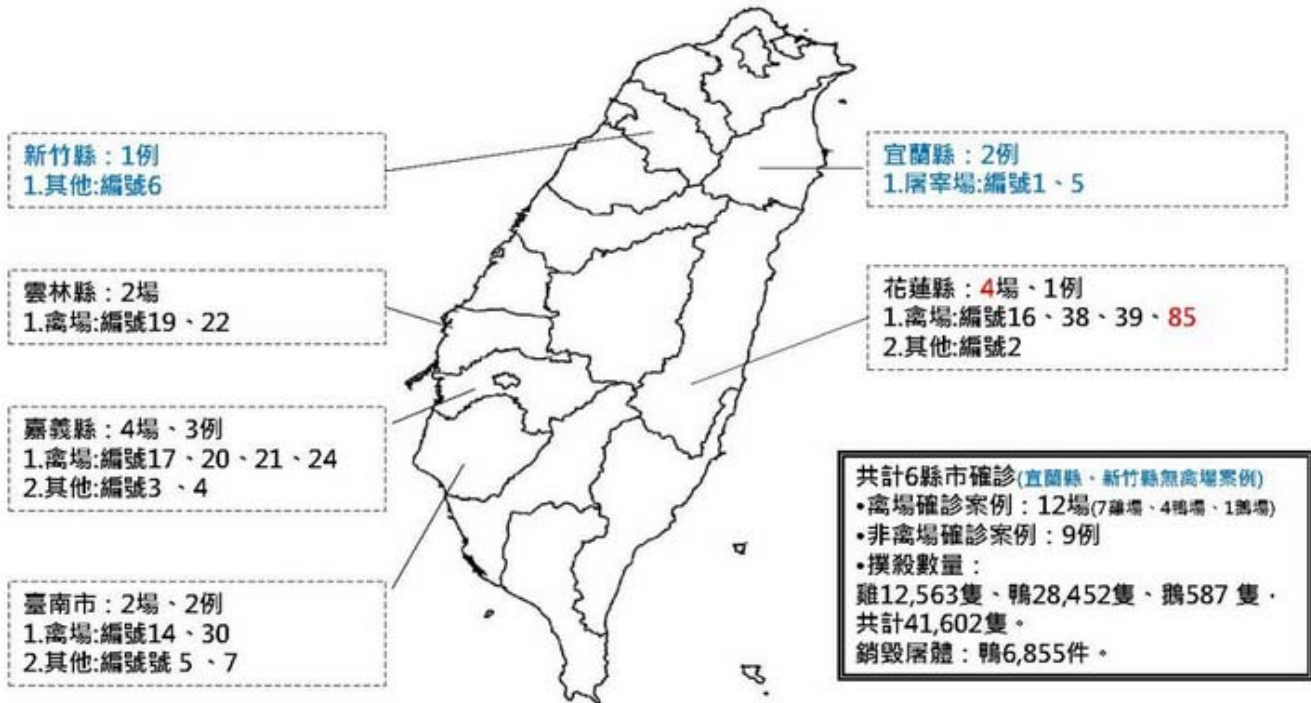 新竹縣：1例
1.其他:編號6
宜蘭縣：2例
1.屠宰場:編號1、5
雲林縣：2場
1.禽場:編號19、22
花蓮縣：4場、1例
1.禽場:編號16、38、39、85
2.其他:編號2
嘉義縣：4場、3例
1.禽場:編號17、20、21、24
2.其他:編號3 、4
臺南市：2場、2例
1.禽場:編號14、30
2.其他:編號號 5 、7
共計6縣市確診(宜蘭縣、新竹縣無禽場案例)
•禽場確診案例：12場(7雞場、4鴨場、1鵝場)
•非禽場確診案例：9例
•撲殺數量：
雞12,563隻、鴨28,452隻、鵝587 隻，
共計41,602隻。
銷毀屠體：鴨6,855件。